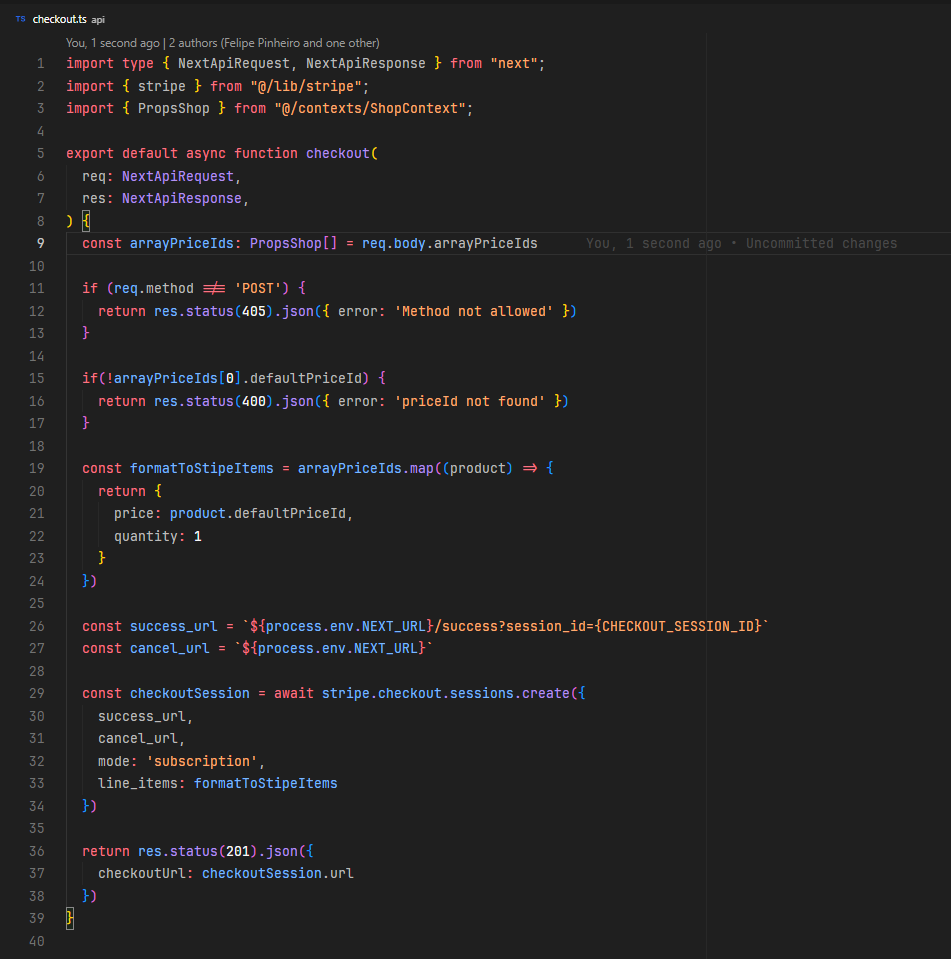 TS checkout.ts api
You, 1 second ago | 2 authors (Felipe Pinheiro and one other)
1 import type { NextApiRequest, NextApiResponse } from "next";
2 import { stripe } from "@/lib/stripe";
3 import { PropsShop } from "@/contexts/ShopContext";
4
5 export default async function checkout(
6   req: NextApiRequest,
7   res: NextApiResponse,
8 ) {
9   const arrayPriceIds: PropsShop[] = req.body.arrayPriceIds You, 1 second ago • Uncommitted changes
10
11   if (req.method !== 'POST') {
12     return res.status(405).json({ error: 'Method not allowed' })
13   }
14
15   if(!arrayPriceIds[0].defaultPriceId) {
16     return res.status(400).json({ error: 'priceId not found' })
17   }
18
19   const formatToStipeItems = arrayPriceIds.map((product) => {
20     return {
21       price: product.defaultPriceId,
22       quantity: 1
23     }
24   })
25
26   const success_url = `${process.env.NEXT_URL}/success?session_id={CHECKOUT_SESSION_ID}`
27   const cancel_url = `${process.env.NEXT_URL}`
28
29   const checkoutSession = await stripe.checkout.sessions.create({
30     success_url,
31     cancel_url,
32     mode: 'subscription',
33     line_items: formatToStipeItems
34   })
35
36   return res.status(201).json({
37     checkoutUrl: checkoutSession.url
38   })
39 }
40